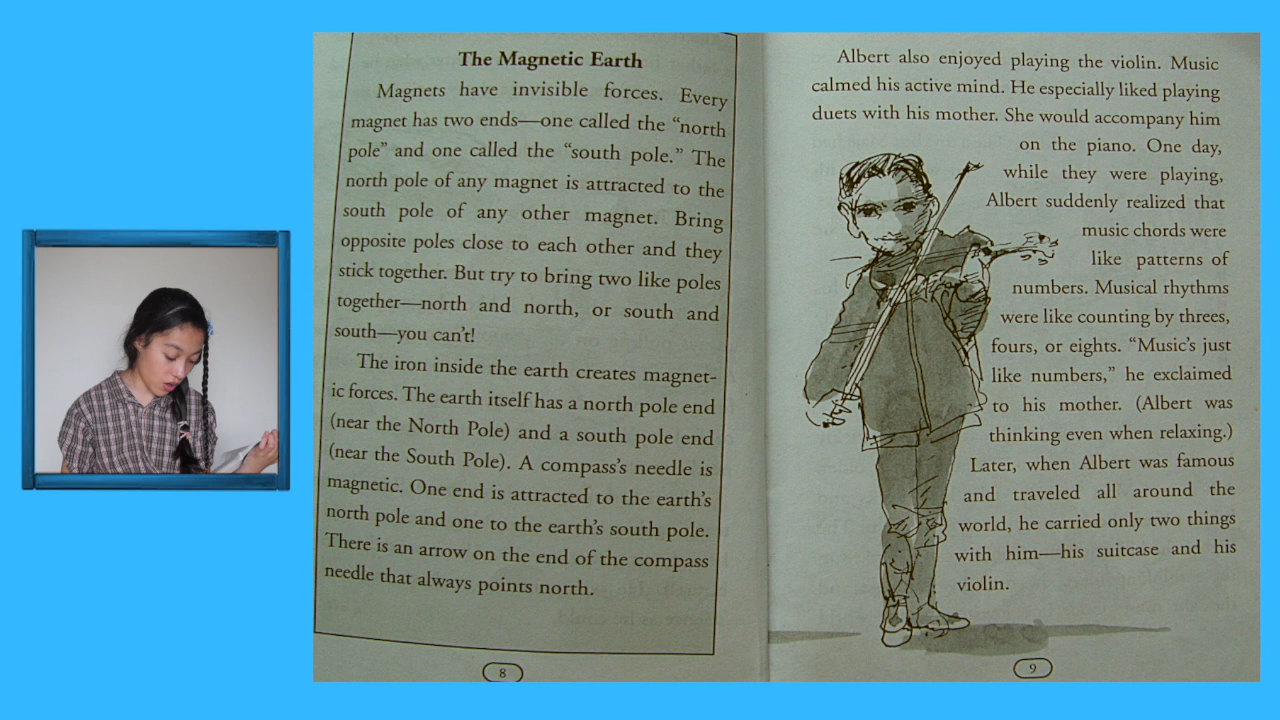 The Magnetic Earth
Magnets have invisible forces. Every
magnet has two ends—one called the “north
pole” and one called the “south pole.” The
north pole of any magnet is attracted to the
south pole of any other magnet. Bring
opposite poles close to each other and they
stick together. But try to bring two like poles
together—north and north, or south and
south—you can’t!
The iron inside the earth creates magnet-
ic forces. The earth itself has a north pole end
(near the North Pole) and a south pole end
(near the South Pole). A compass’s needle is
magnetic. One end is attracted to the earth’s
north pole and one to the earth’s south pole.
There is an arrow on the end of the compass
needle that always points north.
8
Albert also enjoyed playing the violin. Music
calmed his active mind. He especially liked playing
duets with his mother. She would accompany him
on the piano. One day,
while they were playing,
Albert suddenly realized that
music chords were
like patterns of
numbers. Musical rhythms
were like counting by threes,
fours, or eights. “Music’s just
like numbers,” he exclaimed
to his mother. (Albert was
thinking even when relaxing.)
Later, when Albert was famous
and traveled all around the
world, he carried only two things
with him—his suitcase and his
violin.
9